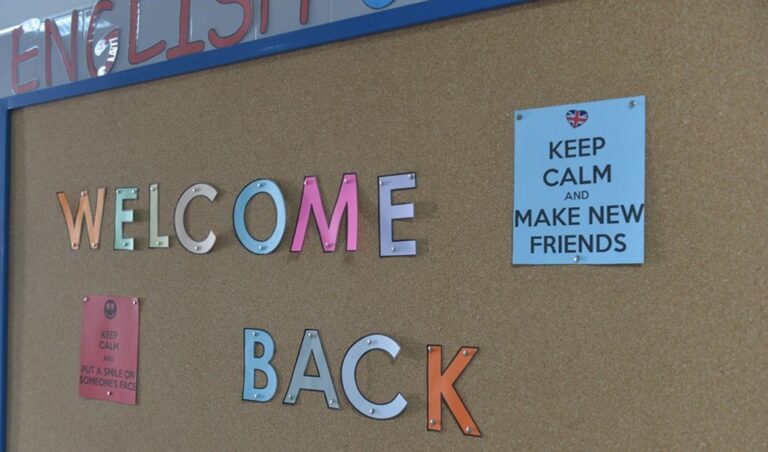 ENGLISH
WELCOME
BACK
KEEP
CALM
AND
MAKE NEW
FRIENDS
KEEP
CALM
AND
PUT A SMILE ON
SOMEONE'S FACE